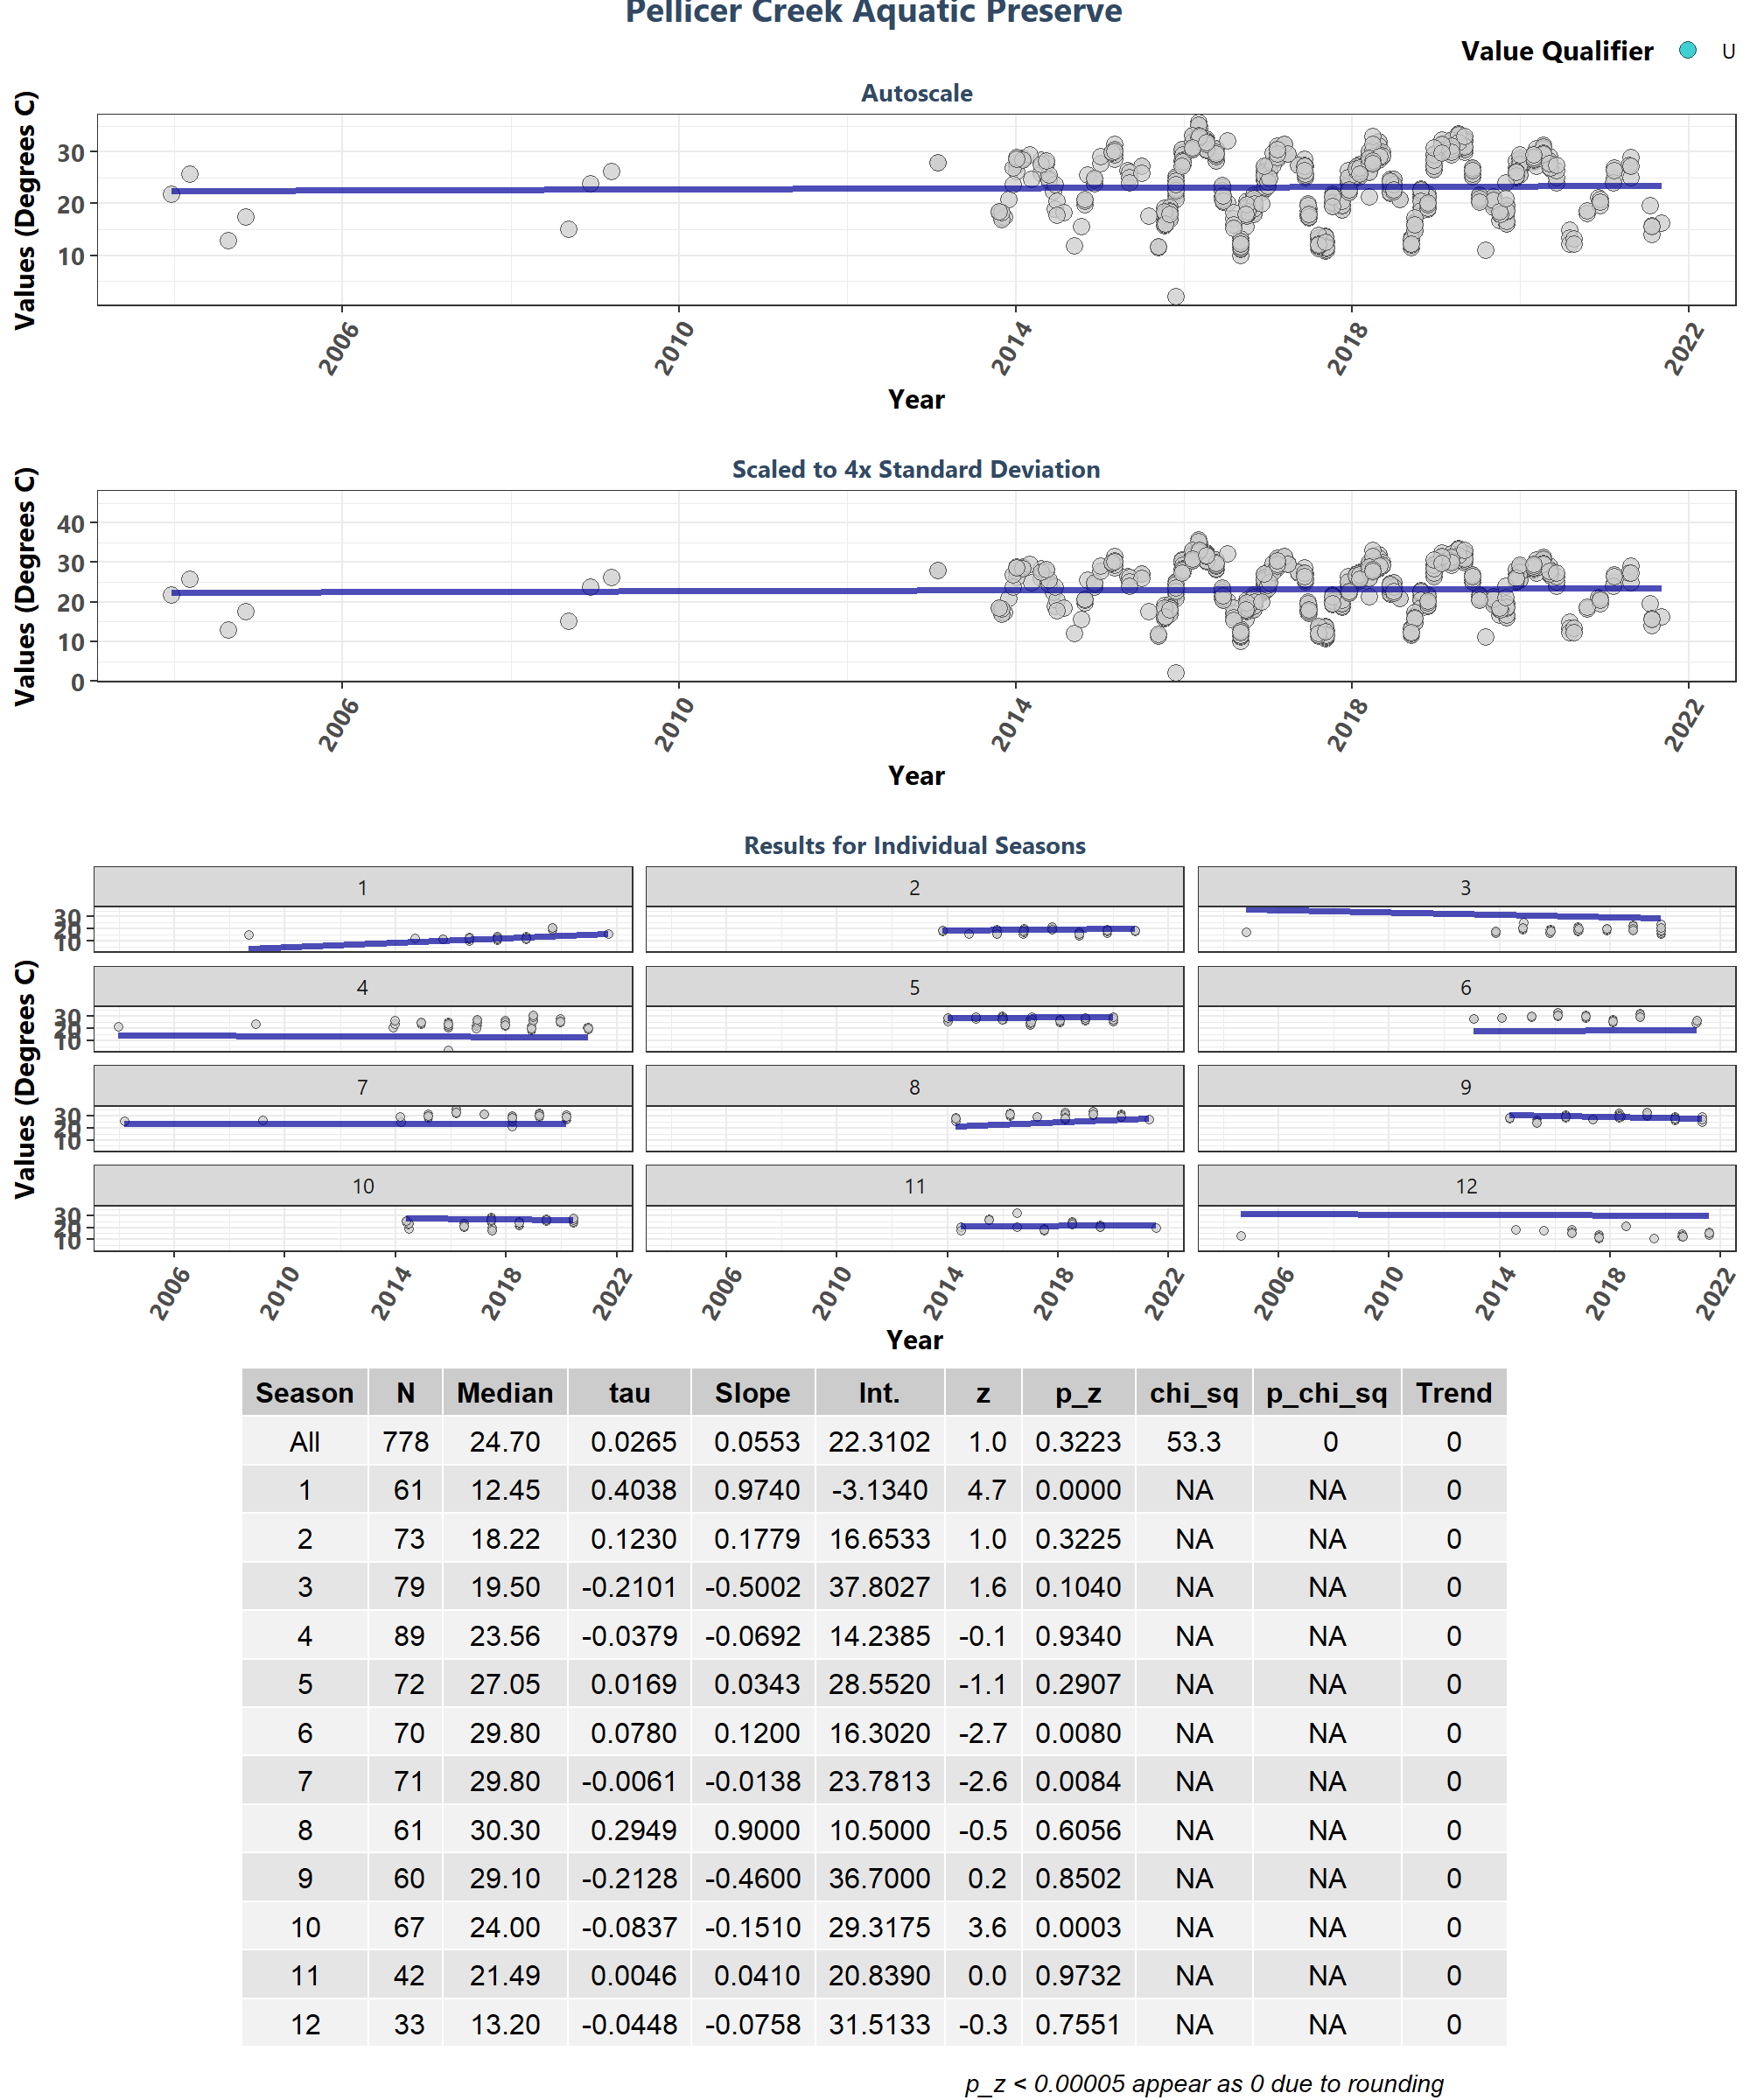 Pellicer Creek Aquatic Preserve
Value Qualifier U
Autoscale
Values (Degrees C)
30
20
10
2006 2010 2014 2018 2022
Year
Scaled to 4x Standard Deviation
Values (Degrees C)
40
30
20
10
0
2006 2010 2014 2018 2022
Year
Results for Individual Seasons
Values (Degrees C)
1 2 3
30
20
10
4 5 6
30
20
10
7 8 9
30
20
10
10 11 12
30
20
10
2006 2010 2014 2018 2022 2006 2010 2014 2018 2022 2006 2010 2014 2018 2022
Year
Season N Median tau Slope Int. z p_z chi_sq p_chi_sq Trend
All 778 24.70 0.0265 0.0553 22.3102 1.0 0.3223 53.3 0 0
1 61 12.45 0.4038 0.9740 -3.1340 4.7 0.0000 NA NA 0
2 73 18.22 0.1230 0.1779 16.6533 1.0 0.3225 NA NA 0
3 79 19.50 -0.2101 -0.5002 37.8027 1.6 0.1040 NA NA 0
4 89 23.56 -0.0379 -0.0692 14.2385 -0.1 0.9340 NA NA 0
5 72 27.05 0.0169 0.0343 28.5520 -1.1 0.2907 NA NA 0
6 70 29.80 0.0780 0.1200 16.3020 -2.7 0.0080 NA NA 0
7 71 29.80 -0.0061 -0.0138 23.7813 -2.6 0.0084 NA NA 0
8 61 30.30 0.2949 0.9000 10.5000 -0.5 0.6056 NA NA 0
9 60 29.10 -0.2128 -0.4600 36.7000 0.2 0.8502 NA NA 0
10 67 24.00 -0.0837 -0.1510 29.3175 3.6 0.0003 NA NA 0
11 42 21.49 0.0046 0.0410 20.8390 0.0 0.9732 NA NA 0
12 33 13.20 -0.0448 -0.0758 31.5133 -0.3 0.7551 NA NA 0
p_z < 0.00005 appear as 0 due to rounding